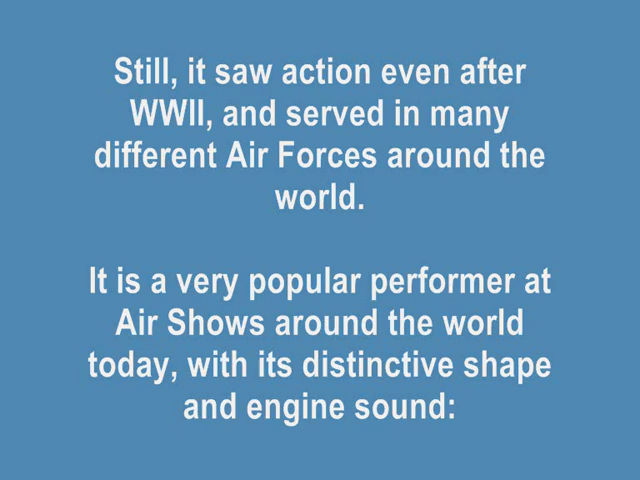 Still, it saw action even after
WWII, and served in many
different Air Forces around the
world.
It is a very popular performer at
Air Shows around the world
today, with its distinctive shape
and engine sound: